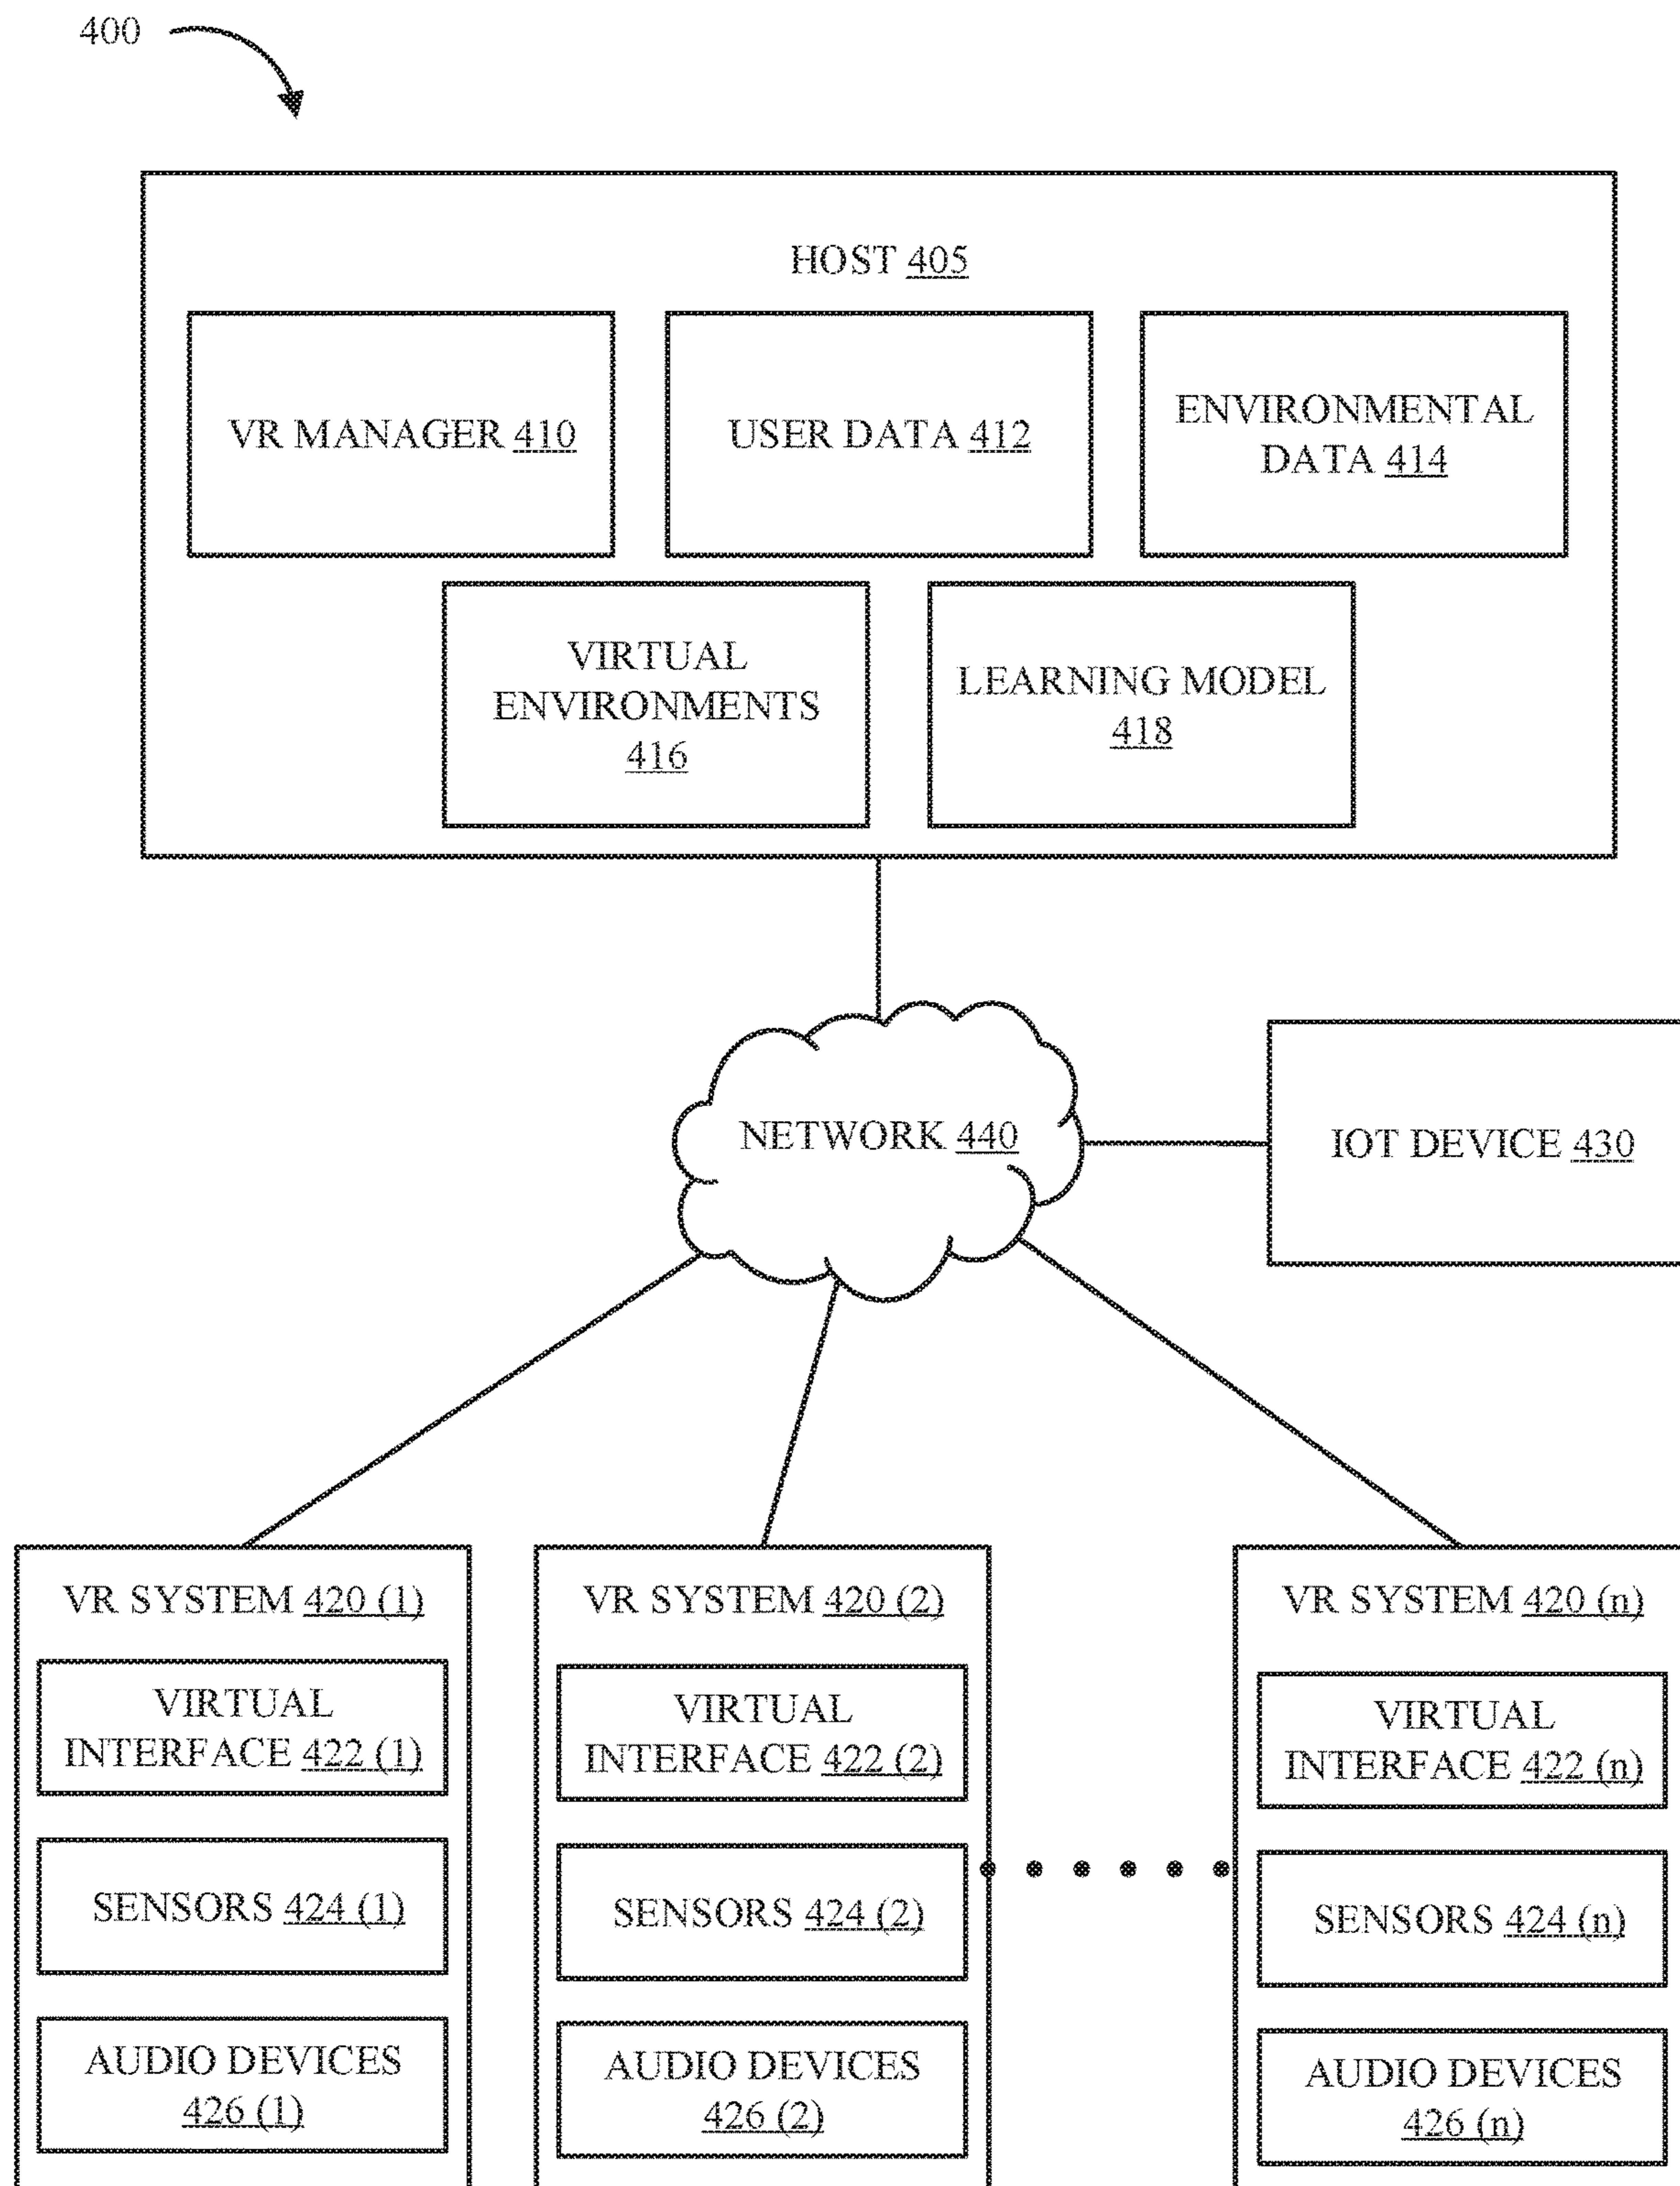 400
HOST 405
VR MANAGER 410
USER DATA 412
ENVIRONMENTAL
DATA 414
VIRTUAL
ENVIRONMENTS
416
LEARNING MODEL
418
NETWORK 440
IOT DEVICE 430
VR SYSTEM 420 (1)
VIRTUAL
INTERFACE 422 (1)
SENSORS 424 (1)
AUDIO DEVICES
426 (1)
VR SYSTEM 420 (2)
VIRTUAL
INTERFACE 422 (2)
SENSORS 424 (2)
AUDIO DEVICES
426 (2)
VR SYSTEM 420 (n)
VIRTUAL
INTERFACE 422 (n)
SENSORS 424 (n)
AUDIO DEVICES
426 (n)